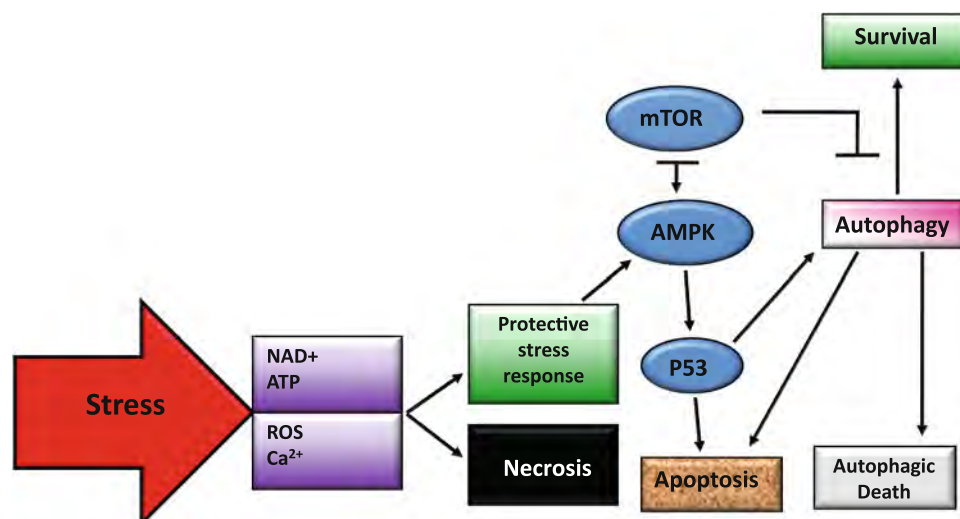 Survival
mTOR
AMPK
Autophagy
Protective
stress
response
P53
NAD+
ATP
Stress
ROS
Ca²⁺
Necrosis
Apoptosis
Autophagic
Death